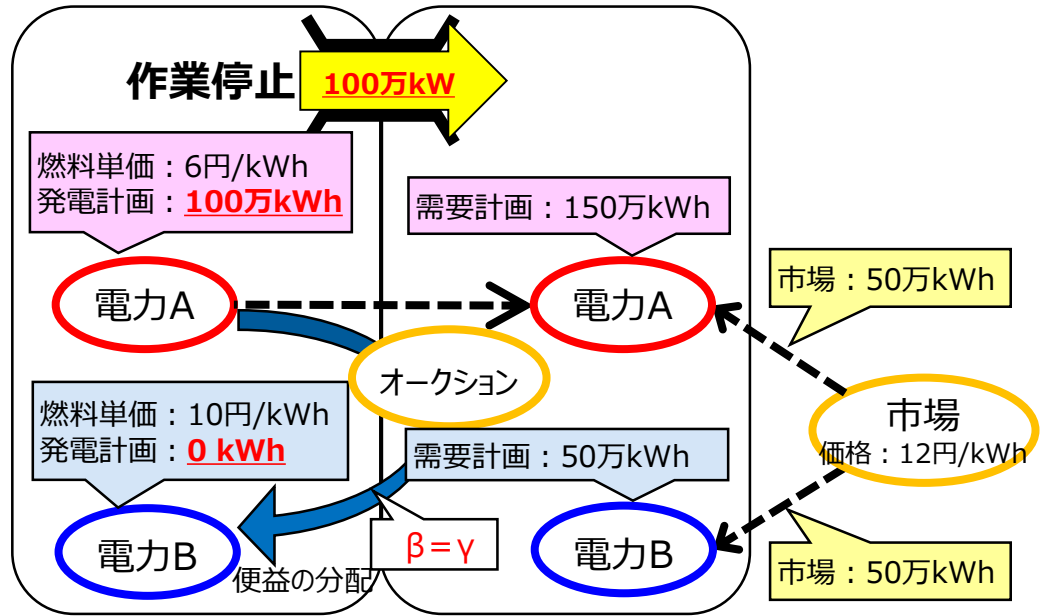 作業停止
100万kW
燃料単価：6円/kWh
発電計画：100万kWh
需要計画：150万kWh
電力A
電力A
市場：50万kWh
オークション
燃料単価：10円/kWh
発電計画：0 kWh
需要計画：50万kWh
市場
価格：12円/kWh
電力B
便益の分配
β＝γ
電力B
市場：50万kWh